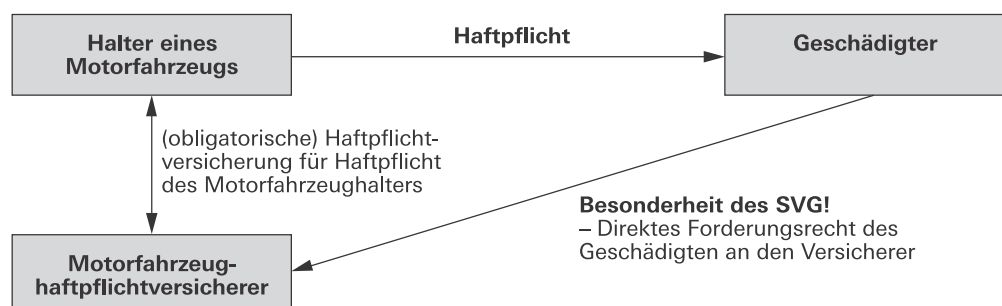 Halter eines
Motorfahrzeugs
Haftpflicht
Geschädigter
(obligatorische) Haftpflicht-
versicherung für Haftpflicht
des Motorfahrzeughalters
Besonderheit des SVG!
– Direktes Forderungsrecht des
Geschädigten an den Versicherer
Motorfahrzeug-
haftpflichtversicherer